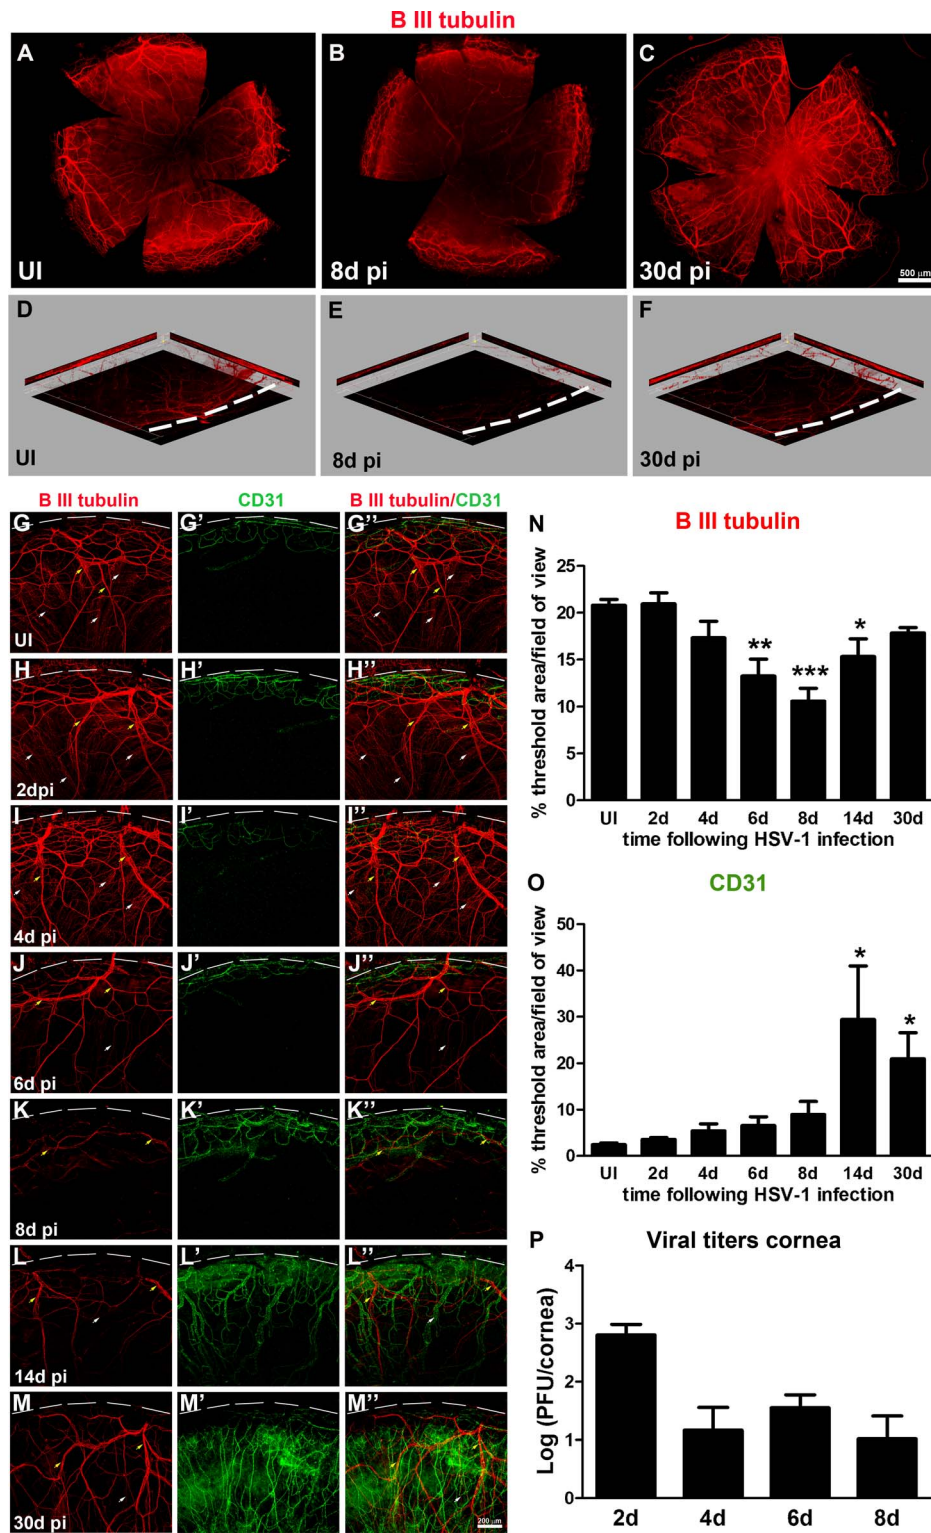 B III tubulin
A
B
C
UI
8d pi
30d pi
500 µm
D
E
F
UI
8d pi
30d pi
B III tubulin
CD31
B III tubulin/CD31
G
G'
G''
UI
H
H'
H''
2dpi
I
I'
I''
4d pi
J
J'
J''
6d pi
K
K'
K''
8d pi
L
L'
L''
14d pi
M
M'
M''
30d pi
200 µm
N
B III tubulin
% threshold area/field of view
25
20
15
10
5
0
**
***
*
UI 2d 4d 6d 8d 14d 30d
time following HSV-1 infection
O
CD31
% threshold area/field of view
50
40
30
20
10
0
*
*
UI 2d 4d 6d 8d 14d 30d
time following HSV-1 infection
P
Viral titers cornea
Log (PFU/cornea)
4
3
2
1
0
2d 4d 6d 8d